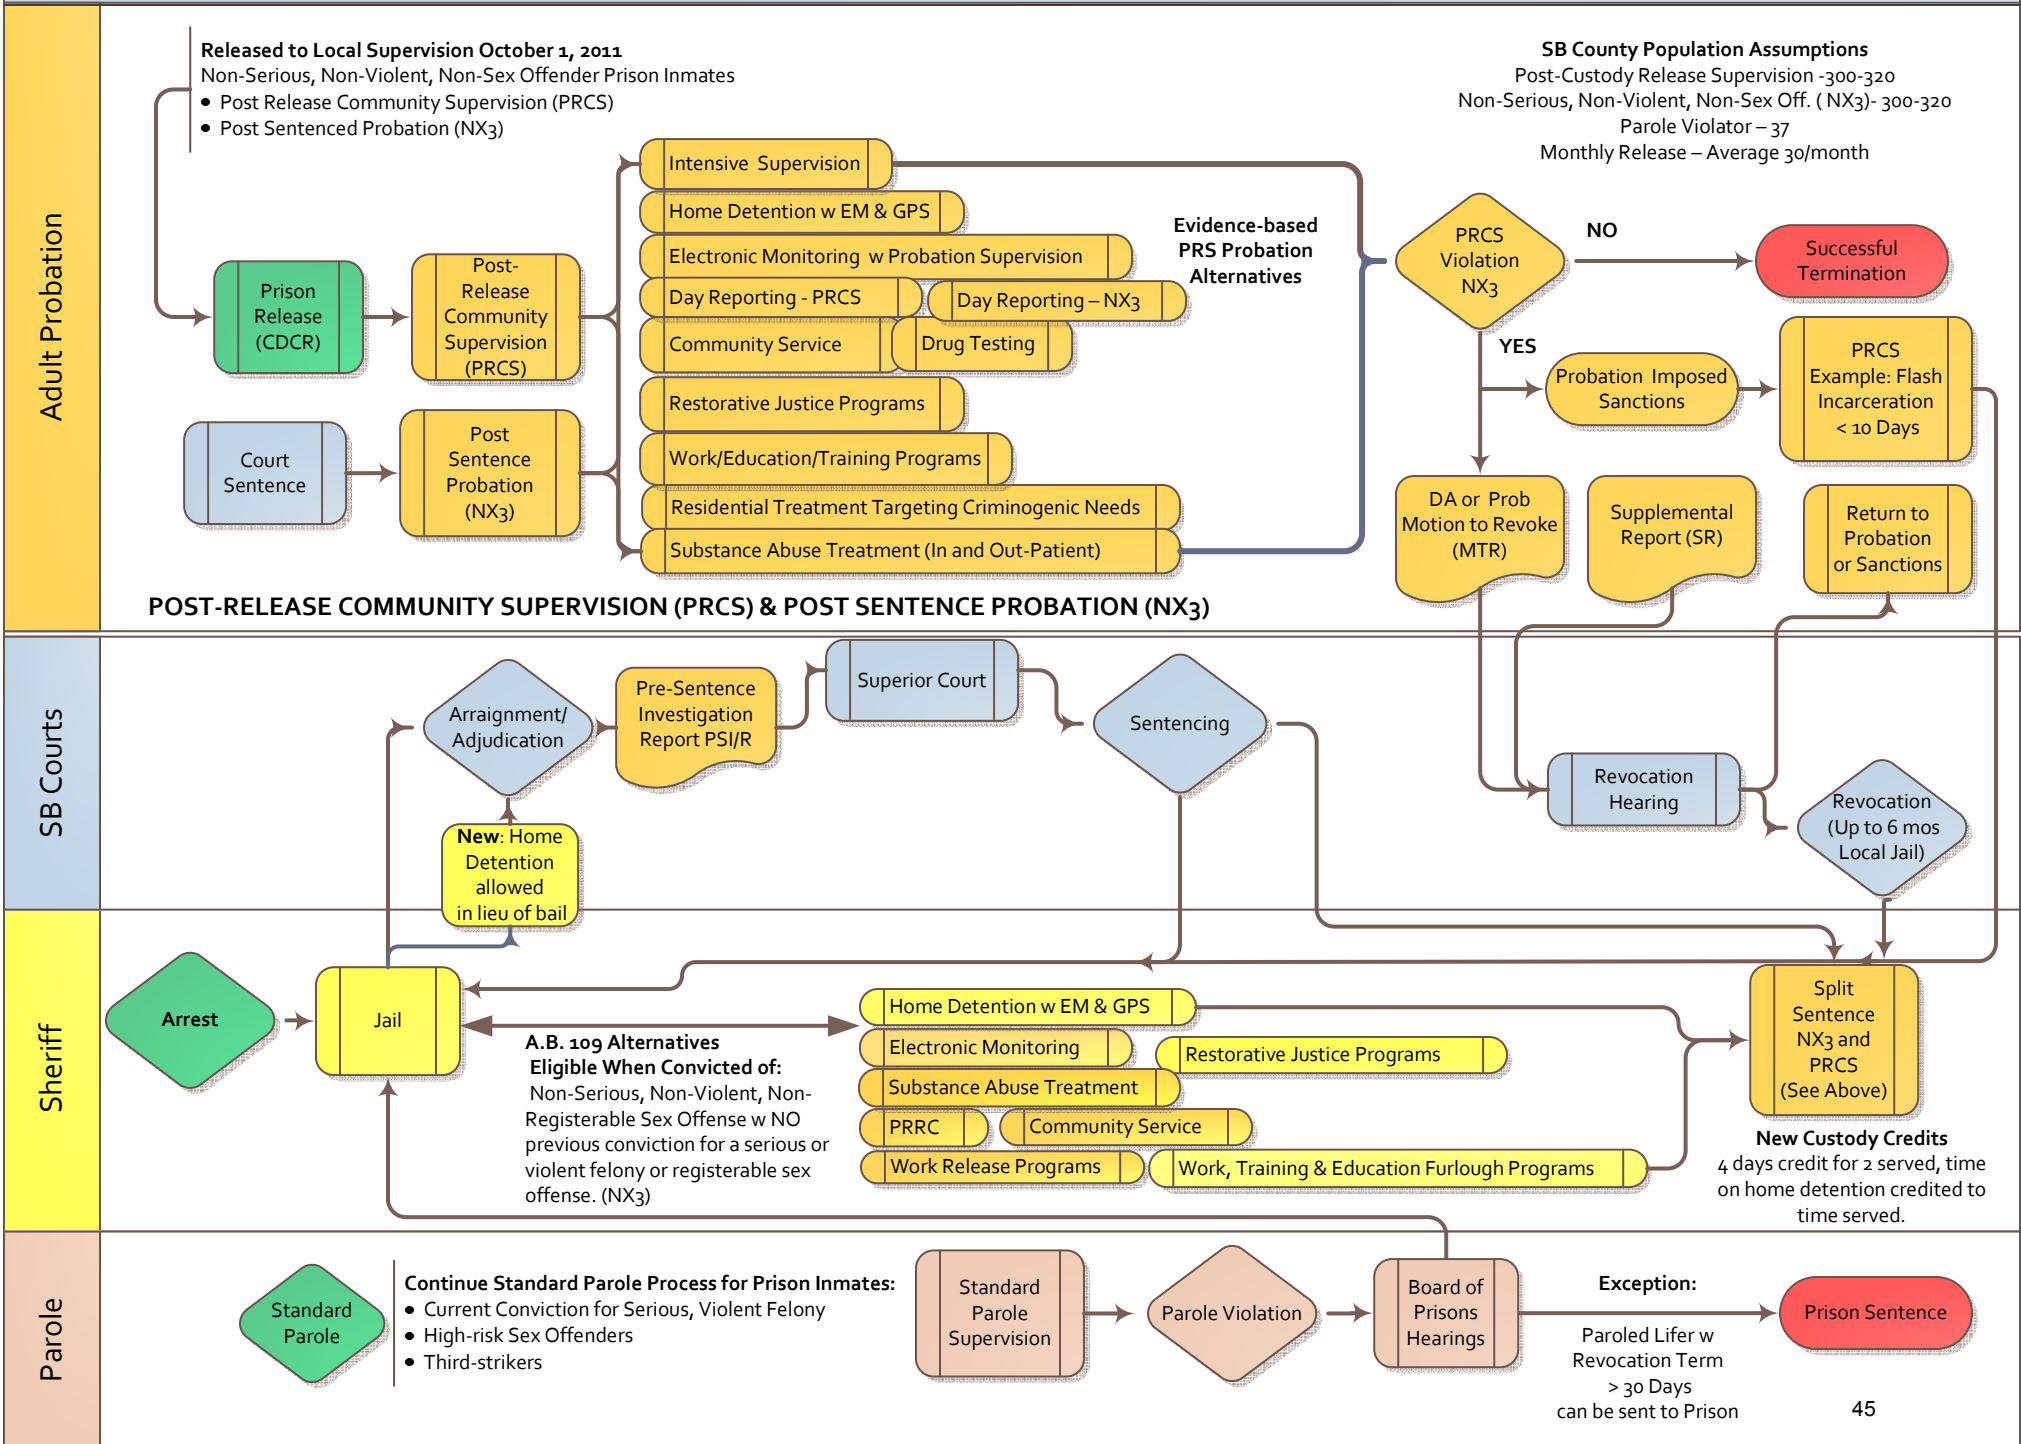 Adult Probation
Released to Local Supervision October 1, 2011
Non-Serious, Non-Violent, Non-Sex Offender Prison Inmates
• Post Release Community Supervision (PRCS)
• Post Sentenced Probation (NX3)
SB County Population Assumptions
Post-Custody Release Supervision -300-320
Non-Serious, Non-Violent, Non-Sex Off. ( NX3)- 300-320
Parole Violator – 37
Monthly Release – Average 30/month
Prison
Release
(CDCR)
Post-
Release
Community
Supervision
(PRCS)
Court
Sentence
Post
Sentence
Probation
(NX3)
Intensive Supervision
Home Detention w EM & GPS
Electronic Monitoring w Probation Supervision
Day Reporting - PRCS
Day Reporting – NX3
Community Service
Drug Testing
Restorative Justice Programs
Work/Education/Training Programs
Residential Treatment Targeting Criminogenic Needs
Substance Abuse Treatment (In and Out-Patient)
Evidence-based
PRS Probation
Alternatives
PRCS
Violation
NX3
NO
Successful
Termination
YES
Probation Imposed
Sanctions
PRCS
Example: Flash
Incarceration
< 10 Days
DA or Prob
Motion to Revoke
(MTR)
Supplemental
Report (SR)
Return to
Probation
or Sanctions
POST-RELEASE COMMUNITY SUPERVISION (PRCS) & POST SENTENCE PROBATION (NX3)
SB Courts
Arraignment/
Adjudication
Pre-Sentence
Investigation
Report PSI/R
Superior Court
Sentencing
Revocation
Hearing
Revocation
(Up to 6 mos
Local Jail)
New: Home
Detention
allowed
in lieu of bail
Sheriff
Arrest
Jail
A.B. 109 Alternatives
Eligible When Convicted of:
Non-Serious, Non-Violent, Non-
Registerable Sex Offense w NO
previous conviction for a serious or
violent felony or registerable sex
offense. (NX3)
Home Detention w EM & GPS
Electronic Monitoring
Restorative Justice Programs
Substance Abuse Treatment
PRRC
Community Service
Work Release Programs
Work, Training & Education Furlough Programs
Split
Sentence
NX3 and
PRCS
(See Above)
New Custody Credits
4 days credit for 2 served, time
on home detention credited to
time served.
Parole
Standard
Parole
Continue Standard Parole Process for Prison Inmates:
• Current Conviction for Serious, Violent Felony
• High-risk Sex Offenders
• Third-strikers
Standard
Parole
Supervision
Parole Violation
Board of
Prisons
Hearings
Exception:
Paroled Lifer w
Revocation Term
> 30 Days
can be sent to Prison
Prison Sentence
45